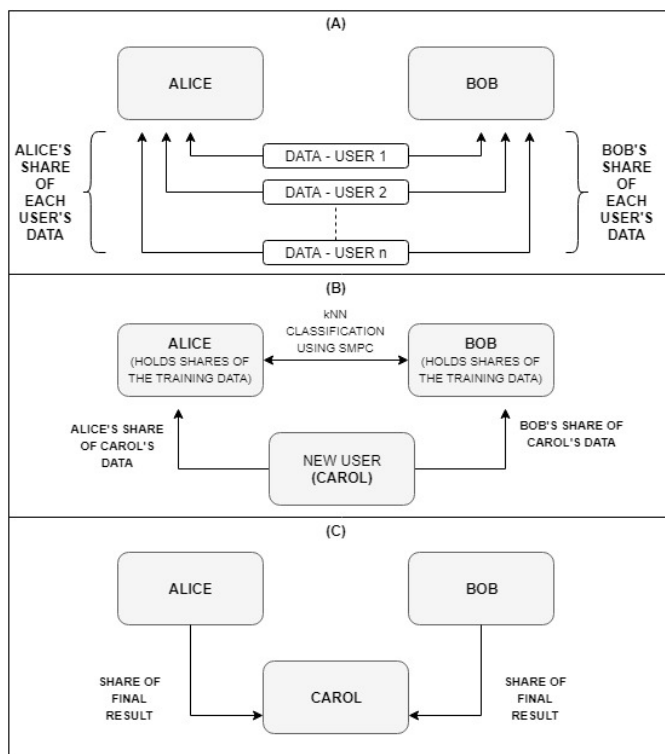 (A)
ALICE
BOB
ALICE'S
SHARE
OF
EACH
USER'S
DATA
DATA - USER 1
DATA - USER 2
DATA - USER n
BOB'S
SHARE
OF
EACH
USER'S
DATA
(B)
kNN
CLASSIFICATION
USING SMPC
ALICE
(HOLDS SHARES OF
THE TRAINING DATA)
BOB
(HOLDS SHARES OF
THE TRAINING DATA)
ALICE'S SHARE
OF CAROL'S
DATA
NEW USER
(CAROL)
BOB'S SHARE OF
CAROL'S DATA
(C)
ALICE
BOB
SHARE OF
FINAL
RESULT
CAROL
SHARE OF
FINAL
RESULT